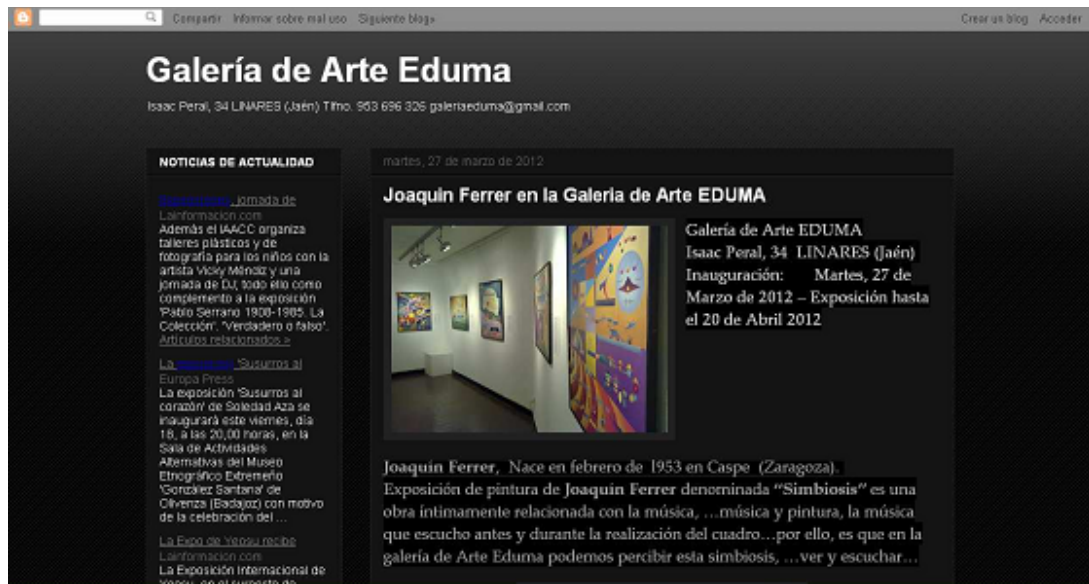 Compartir Informar sobre mal uso Siguiente blog»
Crear un blog Acceder
Galería de Arte Eduma
Isaac Peral, 34 LINARES (Jaén) Tlfno. 953 696 326 galeriaeduma@gmail.com
NOTICIAS DE ACTUALIDAD
, jornada de
Lainformacion.com
Además el IAACC organiza
talleres plásticos y de
fotografía para los niños con la
artista Vicky Méndiz y una
jornada de DJ; todo ello como
complemento a la exposición
'Pablo Serrano 1908-1985. La
Colección'. 'Verdadero o falso'.
Artículos relacionados »
La 'Susurros al
Europa Press
La exposición 'Susurros al
corazón' de Soledad Aza se
inaugurará este viernes, día
18, a las 20,00 horas, en la
Sala de Actividades
Alternativas del Museo
Etnográfico Extremeño
'González Santana' de
Olivenza (Badajoz) con motivo
de la celebración del ...
La Expo de Yeosu recibe
Lainformacion.com
La Exposición Internacional de
Yeosu, en el sureste de
martes, 27 de marzo de 2012
Joaquin Ferrer en la Galeria de Arte EDUMA
Galería de Arte EDUMA
Isaac Peral, 34 LINARES (Jaén)
Inauguración: Martes, 27 de
Marzo de 2012 – Exposición hasta
el 20 de Abril 2012
Joaquín Ferrer, Nace en febrero de 1953 en Caspe (Zaragoza).
Exposición de pintura de Joaquín Ferrer denominada “Simbiosis” es una
obra íntimamente relacionada con la música, …música y pintura, la música
que escucho antes y durante la realización del cuadro…por ello, es que en la
galería de Arte Eduma podemos percibir esta simbiosis, …ver y escuchar…